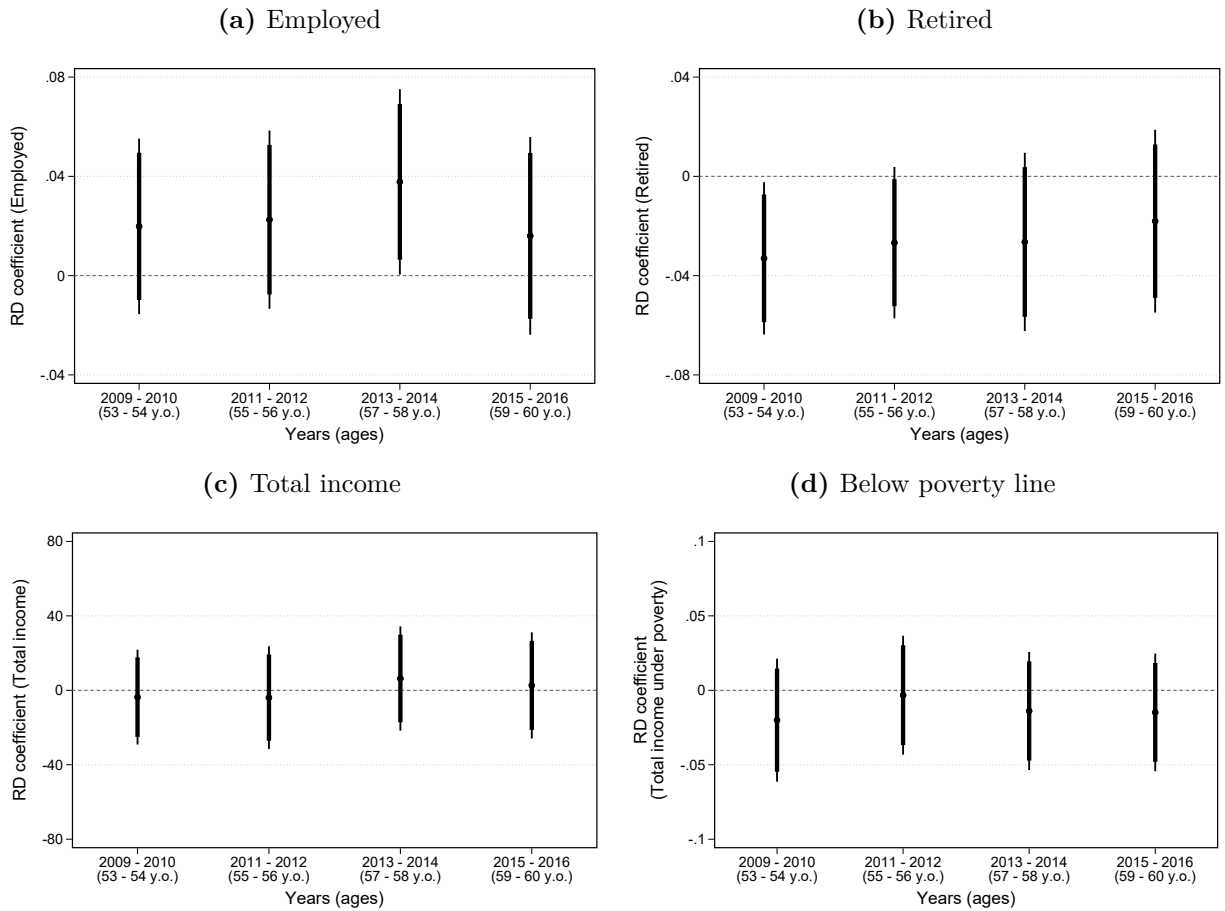 (a) Employed
RD coefficient (Employed)
.08
.04
0
-.04
2009 - 2010
(53 - 54 y.o.)
2011 - 2012
(55 - 56 y.o.)
2013 - 2014
(57 - 58 y.o.)
2015 - 2016
(59 - 60 y.o.)
Years (ages)
(b) Retired
RD coefficient (Retired)
.04
0
-.04
-.08
2009 - 2010
(53 - 54 y.o.)
2011 - 2012
(55 - 56 y.o.)
2013 - 2014
(57 - 58 y.o.)
2015 - 2016
(59 - 60 y.o.)
Years (ages)
(c) Total income
RD coefficient (Total income)
80
40
0
-40
-80
2009 - 2010
(53 - 54 y.o.)
2011 - 2012
(55 - 56 y.o.)
2013 - 2014
(57 - 58 y.o.)
2015 - 2016
(59 - 60 y.o.)
Years (ages)
(d) Below poverty line
RD coefficient
(Total income under poverty)
.1
.05
0
-.05
-.1
2009 - 2010
(53 - 54 y.o.)
2011 - 2012
(55 - 56 y.o.)
2013 - 2014
(57 - 58 y.o.)
2015 - 2016
(59 - 60 y.o.)
Years (ages)